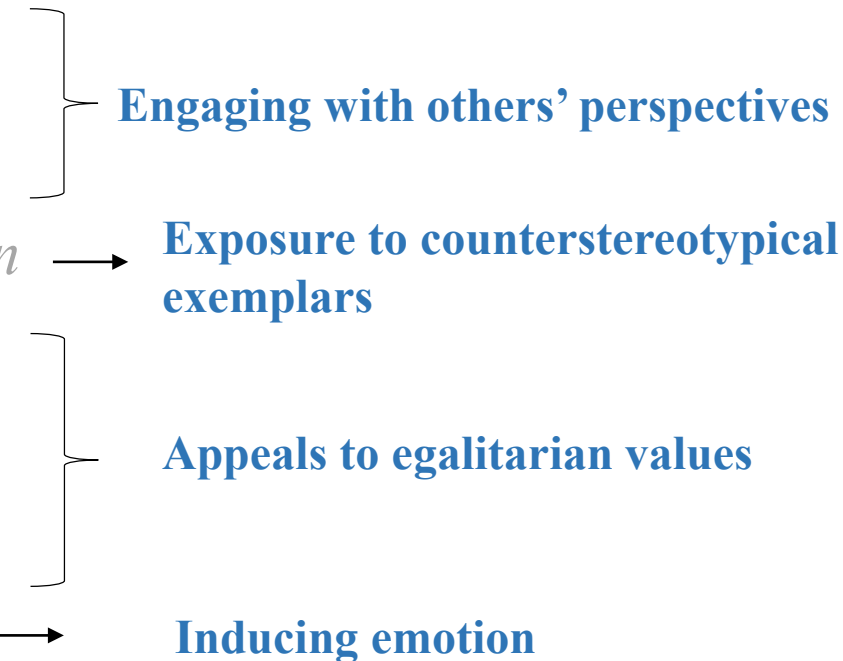 Engaging with others’ perspectives
n
Exposure to counterstereotypical
exemplars
Appeals to egalitarian values
Inducing emotion